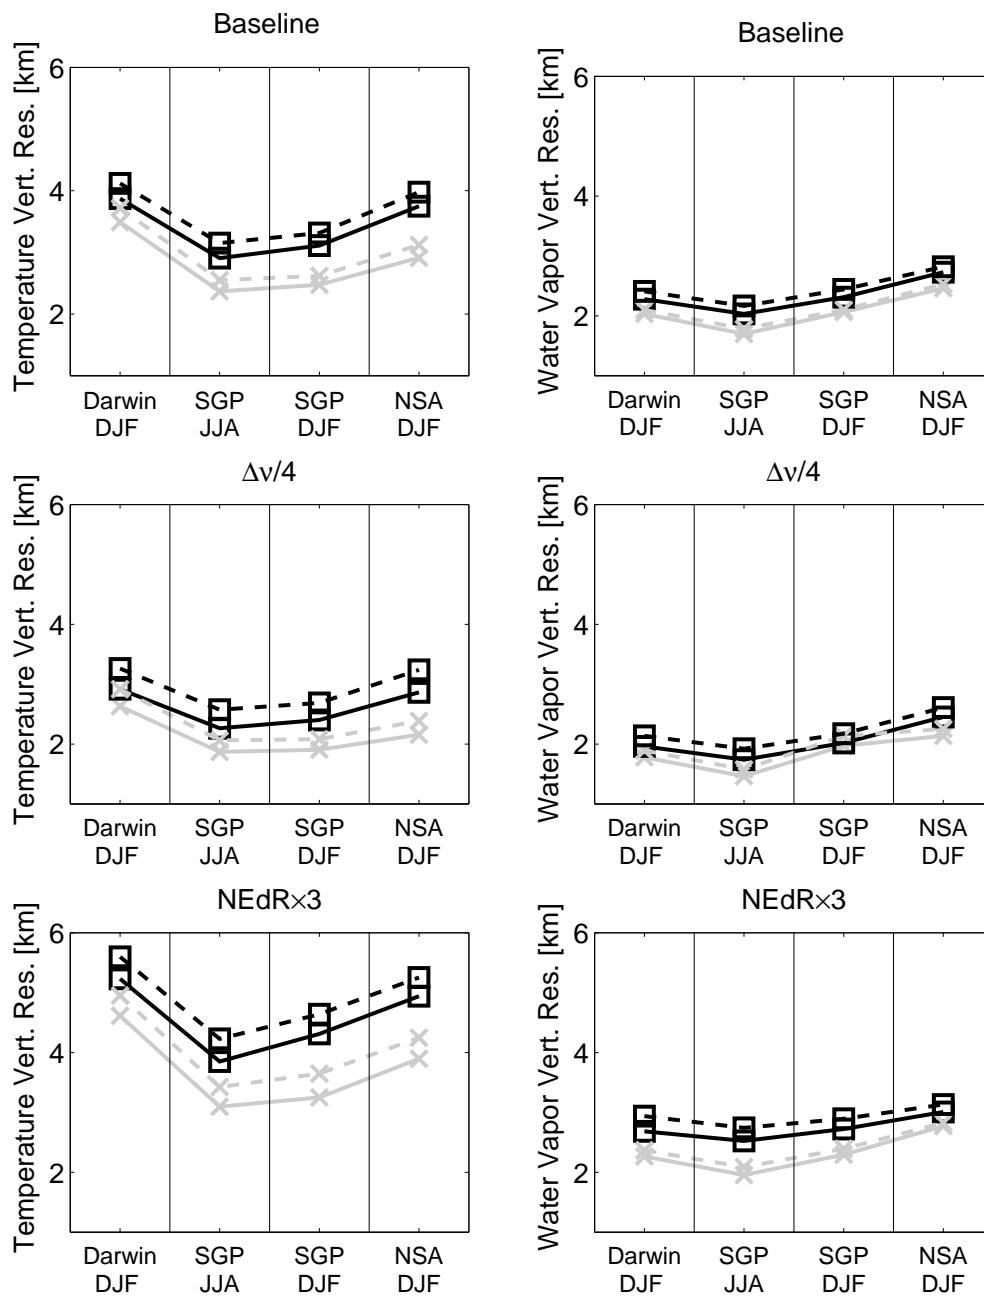 Baseline
Temperature Vert. Res. [km]
6
4
2
Darwin SGP SGP NSA
DJF JJA DJF DJF
Baseline
Water Vapor Vert. Res. [km]
6
4
2
Darwin SGP SGP NSA
DJF JJA DJF DJF
Δν/4
Temperature Vert. Res. [km]
6
4
2
Darwin SGP SGP NSA
DJF JJA DJF DJF
Δν/4
Water Vapor Vert. Res. [km]
6
4
2
Darwin SGP SGP NSA
DJF JJA DJF DJF
NEdR×3
Temperature Vert. Res. [km]
6
4
2
Darwin SGP SGP NSA
DJF JJA DJF DJF
NEdR×3
Water Vapor Vert. Res. [km]
6
4
2
Darwin SGP SGP NSA
DJF JJA DJF DJF